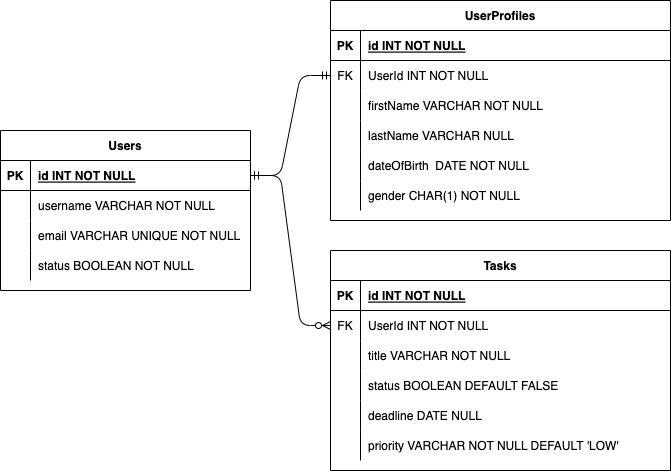 UserProfiles
PK id INT NOT NULL
FK UserId INT NOT NULL
firstName VARCHAR NOT NULL
lastName VARCHAR NULL
dateOfBirth DATE NOT NULL
gender CHAR(1) NOT NULL
Users
PK id INT NOT NULL
username VARCHAR NOT NULL
email VARCHAR UNIQUE NOT NULL
status BOOLEAN NOT NULL
Tasks
PK id INT NOT NULL
FK UserId INT NOT NULL
title VARCHAR NOT NULL
status BOOLEAN DEFAULT FALSE
deadline DATE NULL
priority VARCHAR NOT NULL DEFAULT 'LOW'